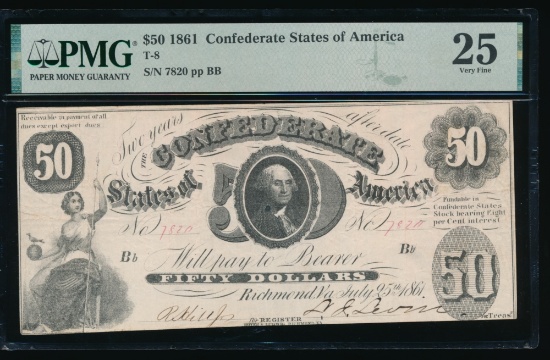 PMG
PAPER MONEY GUARANTY
$50 1861 Confederate States of America
T-8
S/N 7820 pp BB
25
Very Fine
Receivable in payment of all
dues except export dues
Two years after date
THE CONFEDERATE
50
50
States of America
Fundable in
Confederate States
Stock bearing Eight
per Cent interest
No 7820
No 7820
Bb
Will pay to Bearer
Bb
FIFTY DOLLARS
50
Richmond Va July 25th 1861
for REGISTER
Treas